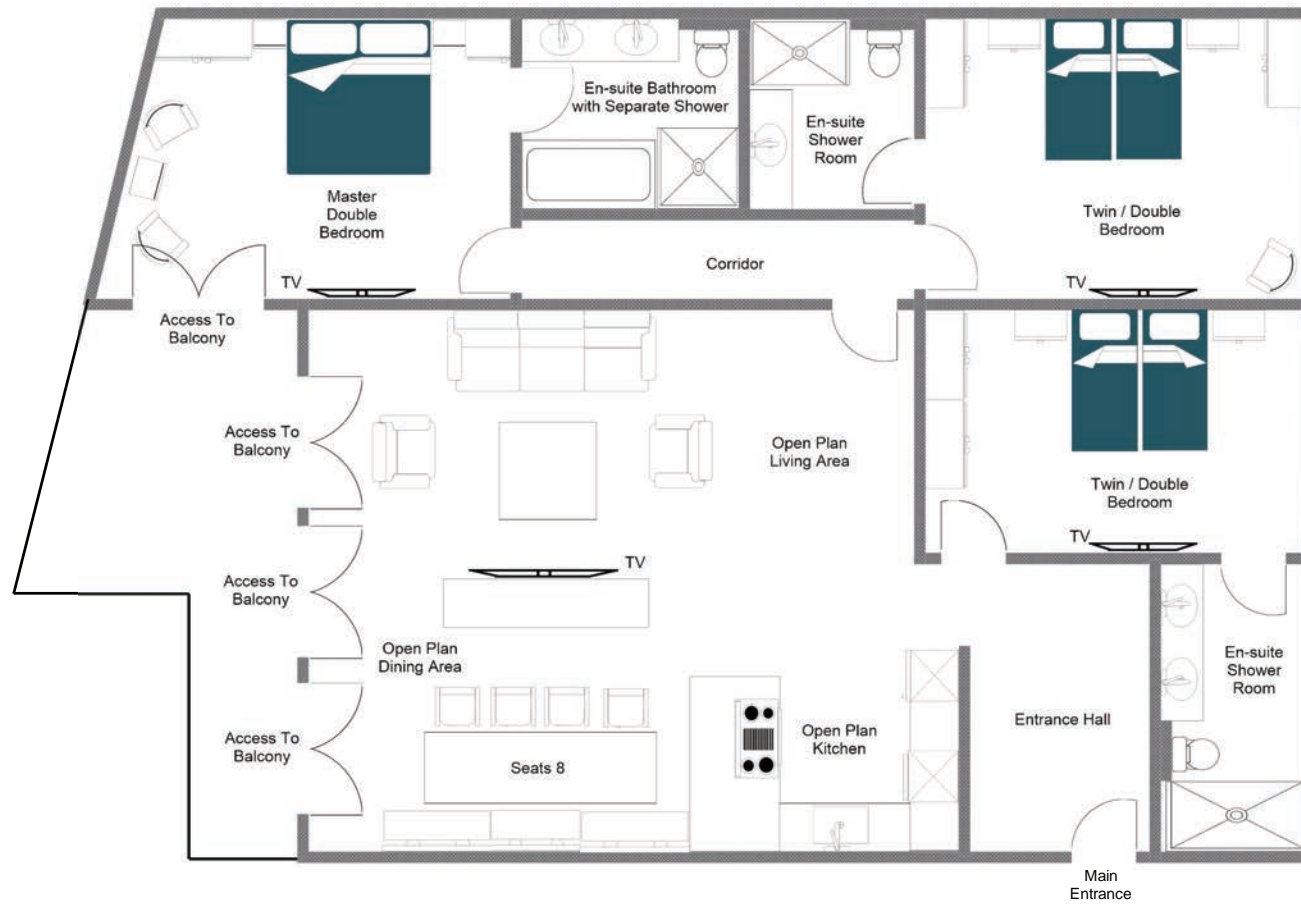 En-suite Bathroom
with Separate Shower
En-suite
Shower
Room
Master
Double
Bedroom
Twin / Double
Bedroom
Corridor
TV
TV
Access To
Balcony
Access To
Balcony
Open Plan
Living Area
Twin / Double
Bedroom
TV
TV
Access To
Balcony
Open Plan
Dining Area
En-suite
Shower
Room
Access To
Balcony
Open Plan
Kitchen
Entrance Hall
Seats 8
Main
Entrance